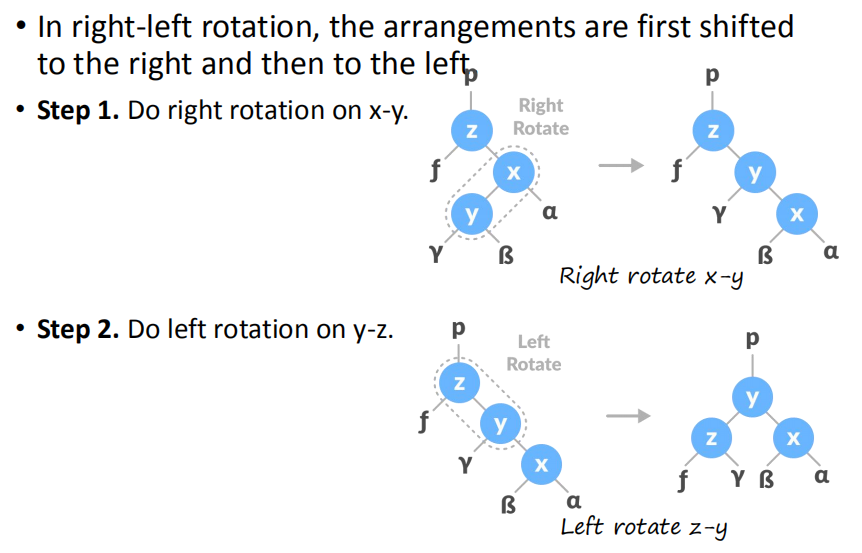 • In right-left rotation, the arrangements are first shifted
to the right and then to the left.
• Step 1. Do right rotation on x-y.
p
z
Right
Rotate
ƒ
x
y
α
γ
ß
p
z
ƒ
y
γ
x
ß
α
Right rotate x-y
• Step 2. Do left rotation on y-z.
p
Left
Rotate
z
ƒ
y
γ
x
ß
α
p
y
z
x
ƒ
γ
ß
α
Left rotate z-y